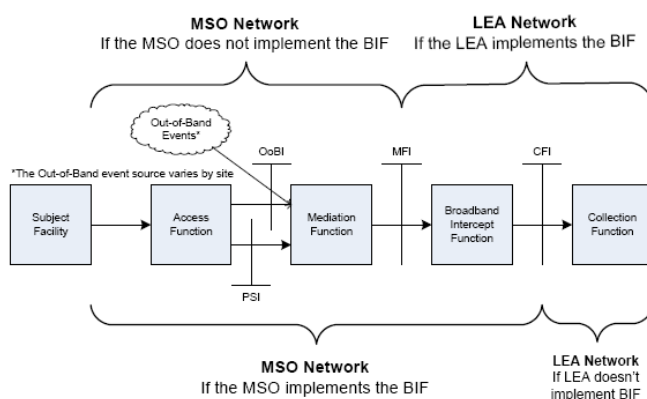 MSO Network
If the MSO does not implement the BIF
LEA Network
If the LEA implements the BIF
Out-of-Band
Events*
OoBI
MFI
CFI
*The Out-of-Band event source varies by site
Subject
Facility
Access
Function
Mediation
Function
Broadband
Intercept
Function
Collection
Function
PSI
MSO Network
If the MSO implements the BIF
LEA Network
If LEA doesn't
implement BIF